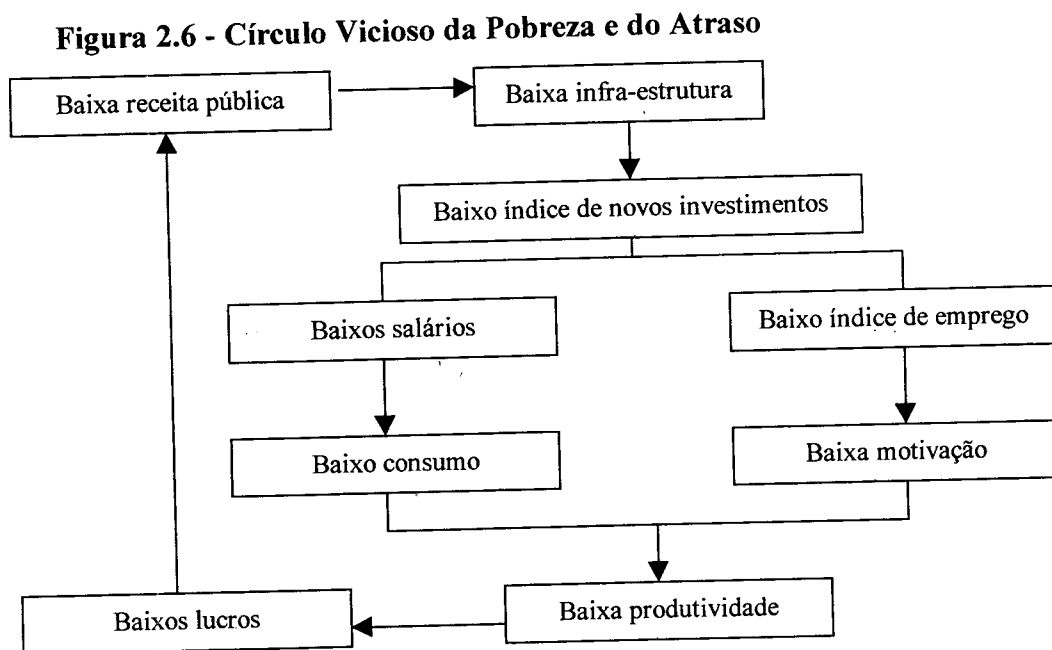 Figura 2.6 - Círculo Vicioso da Pobreza e do Atraso
Baixa receita pública
Baixa infra-estrutura
Baixo índice de novos investimentos
Baixos salários
Baixo índice de emprego
Baixo consumo
Baixa motivação
Baixa produtividade
Baixos lucros